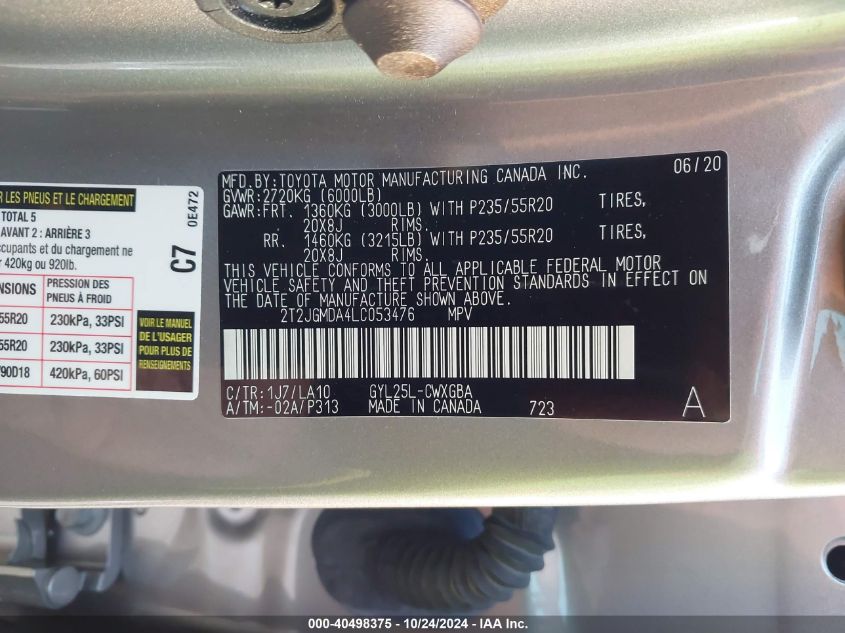 R LES PNEUS ET LE CHARGEMENT
TOTAL 5
AVANT 2 : ARRIÈRE 3
ccupants et du chargement ne
r 420kg ou 920lb.
ENSIONS
PRESSION DES
PNEUS À FROID
55R20
230kPa, 33PSI
55R20
230kPa, 33PSI
/90D18
420kPa, 60PSI
VOIR LE MANUEL
DE L'USAGER
POUR PLUS DE
RENSEIGNEMENTS
C7
0E472
MFD.BY:TOYOTA MOTOR MANUFACTURING CANADA INC. 06/20
GVWR:2720KG (6000LB)
GAWR:FRT. 1360KG (3000LB) WITH P235/55R20 TIRES,
20X8J RIMS.
RR. 1460KG (3215LB) WITH P235/55R20 TIRES,
20X8J RIMS.
THIS VEHICLE CONFORMS TO ALL APPLICABLE FEDERAL MOTOR
VEHICLE SAFETY AND THEFT PREVENTION STANDARDS IN EFFECT ON
THE DATE OF MANUFACTURE SHOWN ABOVE.
2T2JGMDA4LC053476 MPV
C/TR:1J7/LA10 GYL25L-CWXGBA
A/TM:-02A/P313 MADE IN CANADA 723 A
000-40498375 - 10/24/2024 - IAA Inc.